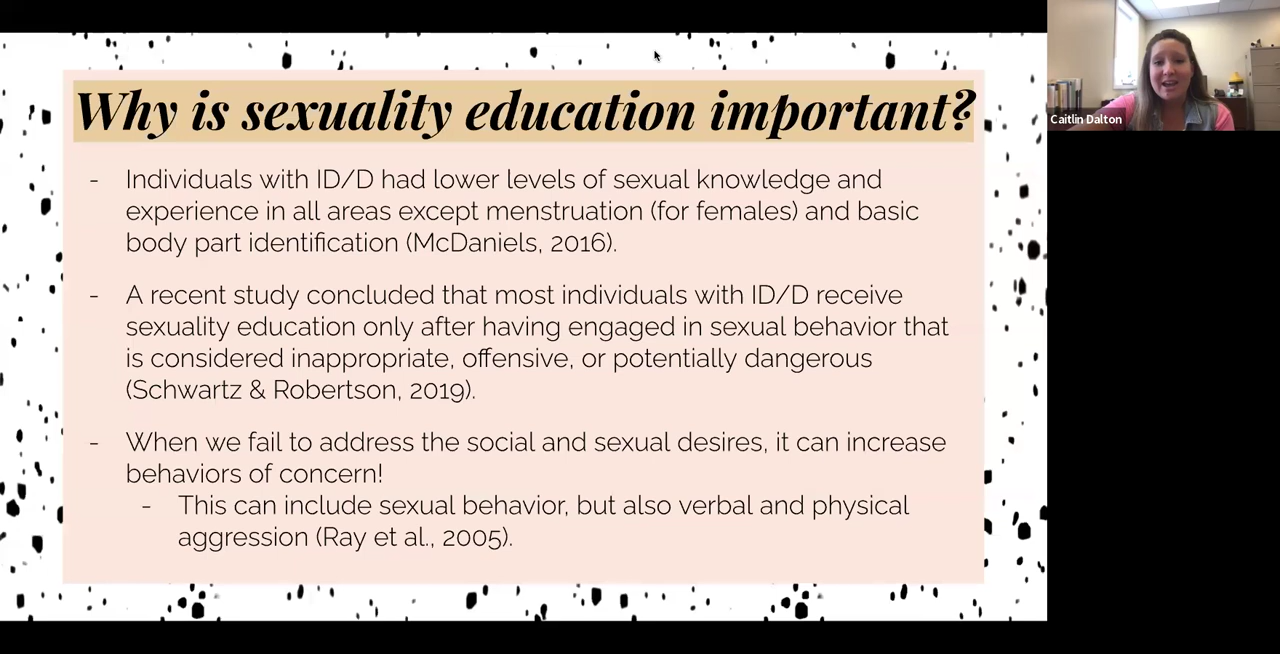 Why is sexuality education important?
Caitlin Dalton
- Individuals with ID/D had lower levels of sexual knowledge and
experience in all areas except menstruation (for females) and basic
body part identification (McDaniels, 2016).
- A recent study concluded that most individuals with ID/D receive
sexuality education only after having engaged in sexual behavior that
is considered inappropriate, offensive, or potentially dangerous
(Schwartz & Robertson, 2019).
- When we fail to address the social and sexual desires, it can increase
behaviors of concern!
- This can include sexual behavior, but also verbal and physical
aggression (Ray et al., 2005).